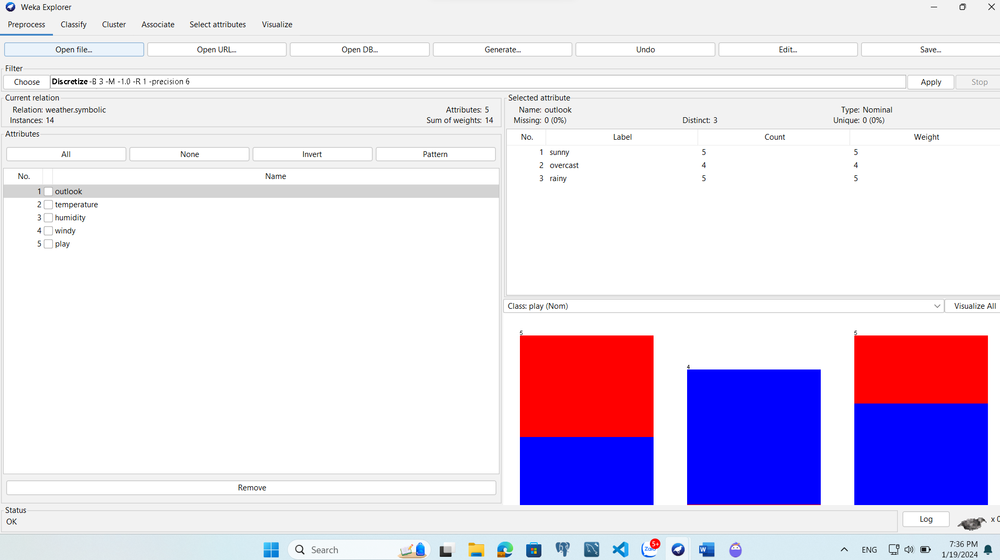 Weka Explorer
Preprocess Classify Cluster Associate Select attributes Visualize
Open file... Open URL... Open DB... Generate... Undo Edit... Save...
Filter
Choose Discretize -B 3 -M -1.0 -R 1 -precision 6 Apply Stop
Current relation
Relation: weather.symbolic Attributes: 5
Instances: 14 Sum of weights: 14
Attributes
All None Invert Pattern
No. Name
1 outlook
2 temperature
3 humidity
4 windy
5 play
Remove
Selected attribute
Name: outlook Type: Nominal
Missing: 0 (0%) Distinct: 3 Unique: 0 (0%)
No. Label Count Weight
1 sunny 5 5
2 overcast 4 4
3 rainy 5 5
Class: play (Nom) Visualize All
5 4 5
Status
OK
Log x 0
Search
Zalo 5+
W
ENG
7:36 PM
1/19/2024